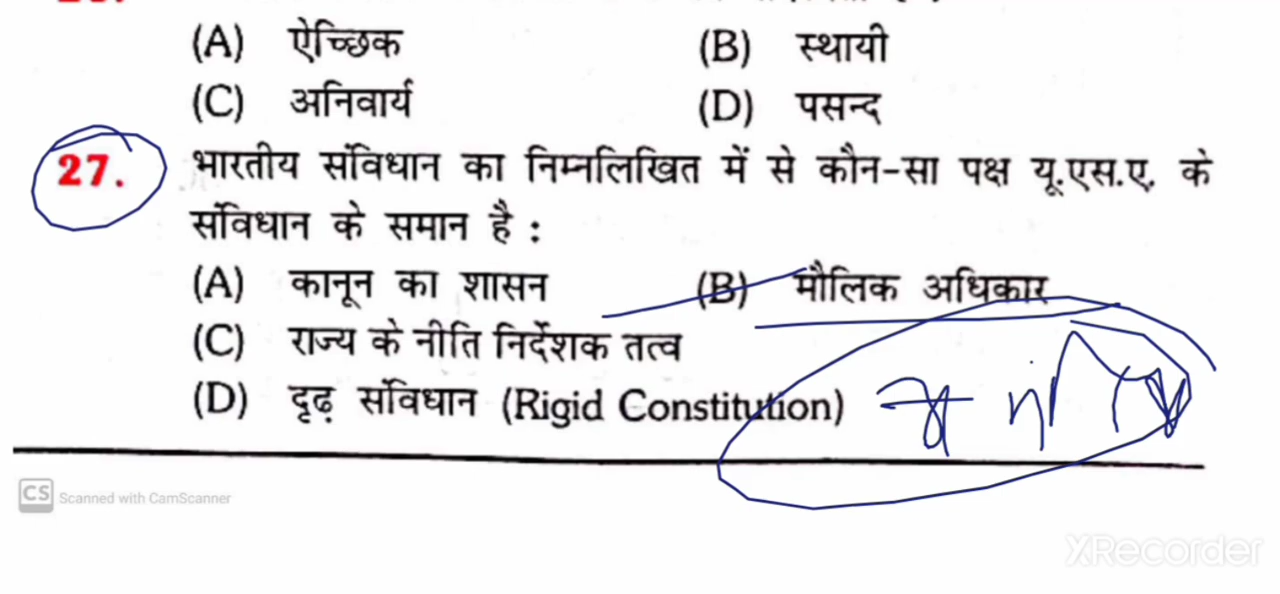 (A) ऐच्छिक (B) स्थायी
(C) अनिवार्य (D) पसन्द
27. भारतीय संविधान का निम्नलिखित में से कौन-सा पक्ष यू.एस.ए. के
संविधान के समान है :
(A) कानून का शासन (B) मौलिक अधिकार
(C) राज्य के नीति निर्देशक तत्व
(D) दृढ़ संविधान (Rigid Constitution)
CS Scanned with CamScanner
XRecorder